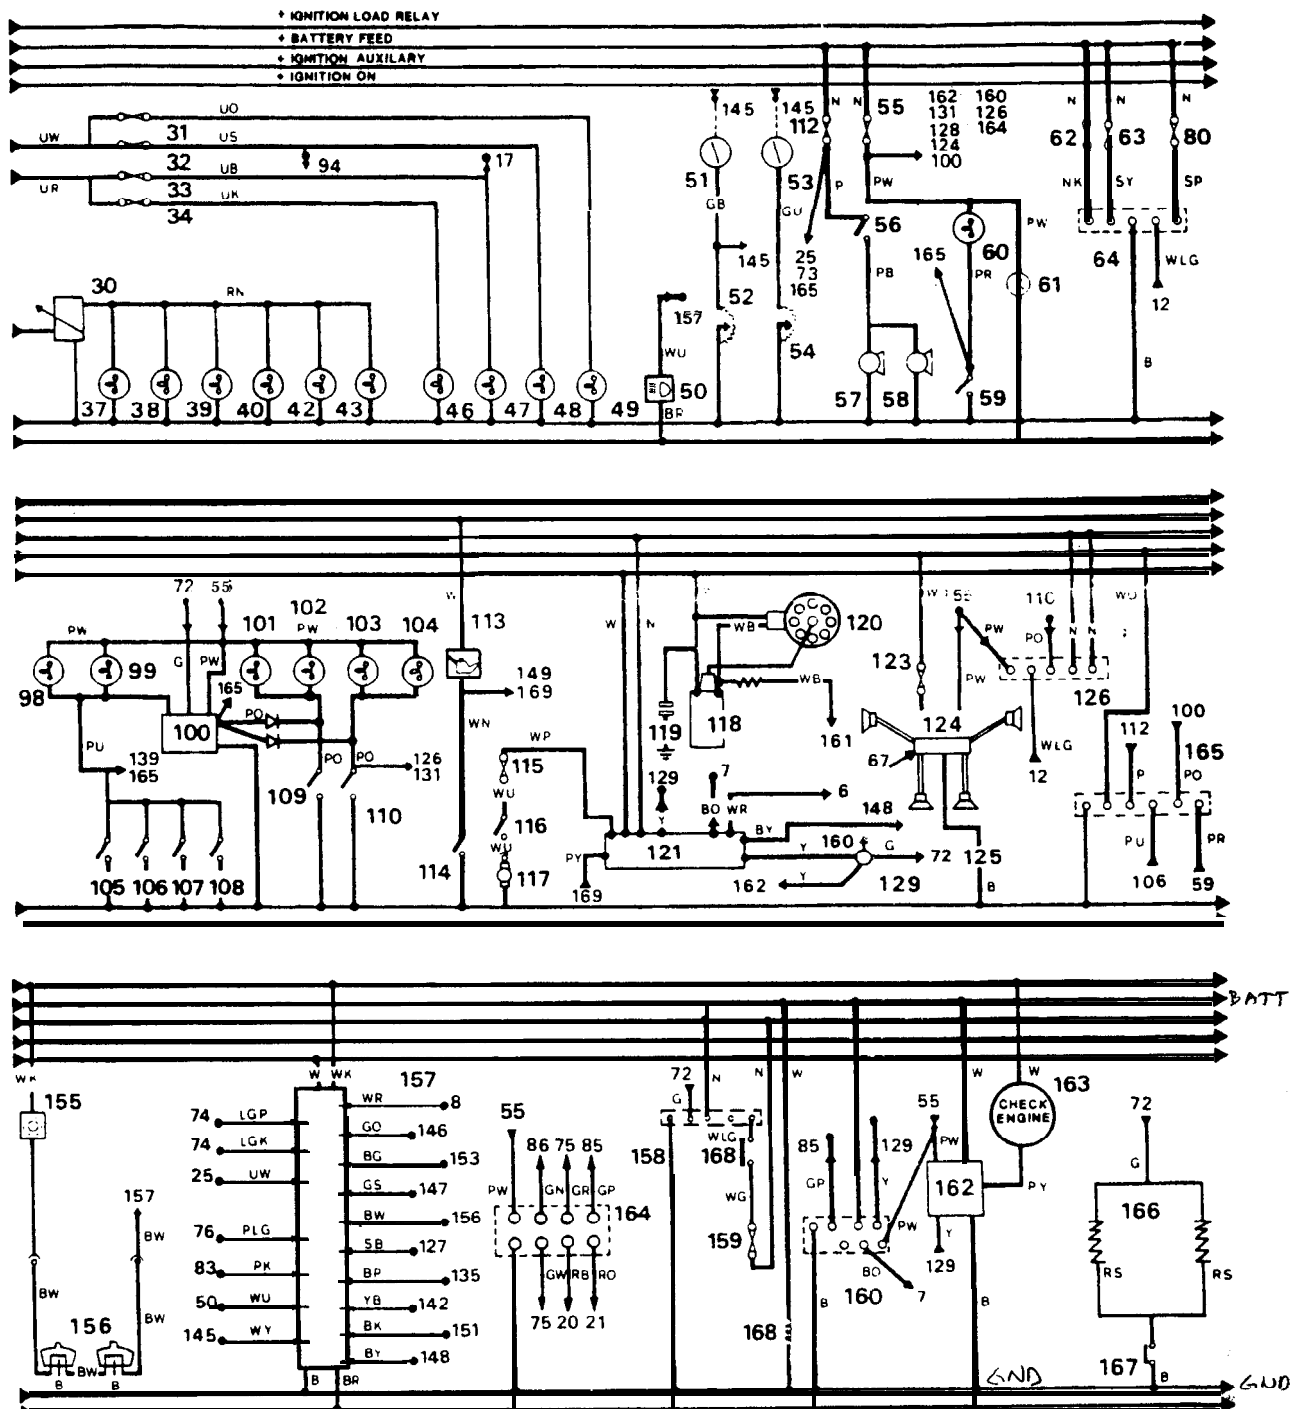 + IGNITION LOAD RELAY
+ BATTERY FEED
+ IGNITION AUXILARY
+ IGNITION ON
UO
31
UW
US
32
94
17
UB
UR
33
UK
34
145
145
112
N
N
55
162 160
131 126
128 164
124
100
51
53
P
PW
GB
GU
56
25
73
165
145
52
54
PB
165
60
PR
PW
61
N
N
N
62
63
80
NK
SY
SP
64
WLG
12
B
30
RN
157
WU
50
BR
37
38
39
40
42
43
46
47
48
49
57
58
59
72
55
PW
101
102
PW
103
104
G
PW
98
99
165
100
PO
PU
139
165
PO
PO
126
131
109
110
105
106
107
108
W
113
149
169
WN
WP
115
WU
116
WU
117
114
W
N
WB
120
119
118
WB
161
129
Y
7
BO
WR
6
148
BY
PY
121
Y
160
G
72
169
162
Y
129
123
55
PW
PW
110
PO
N
N
126
WO
124
67
WLG
12
125
B
112
P
100
165
PO
PU
106
PR
59
BATT
WK
155
W
WK
157
74
LGP
WR
8
74
LGK
GO
146
25
UW
BG
153
GS
147
157
BW
BW
156
76
PLG
SB
127
83
PK
BP
135
50
WU
YB
142
145
WY
BK
151
BY
148
BW
BW
156
BW
B
B
B
BR
55
86
75
85
PW
GN
GR
GP
164
GW
RB
RO
75
20
21
72
G
N
N
W
WLG
158
168
WG
159
168
85
129
GP
Y
PW
BO
160
7
B
55
PW
W
W
163
CHECK
ENGINE
162
PY
Y
129
B
72
G
166
RS
RS
167
B
GND
GND